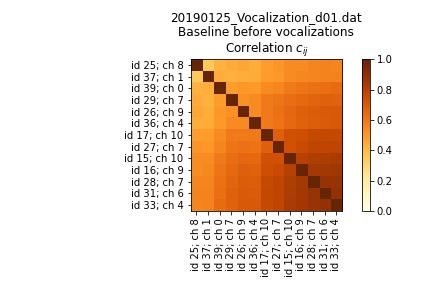 20190125_Vocalization_d01.dat
Baseline before vocalizations
Correlation c_ij
id 25; ch 8
id 37; ch 1
id 39; ch 0
id 29; ch 7
id 26; ch 9
id 36; ch 4
id 17; ch 10
id 27; ch 7
id 15; ch 10
id 16; ch 9
id 28; ch 7
id 31; ch 6
id 33; ch 4
1.0
0.8
0.6
0.4
0.2
0.0
id 25; ch 8
id 37; ch 1
id 39; ch 0
id 29; ch 7
id 26; ch 9
id 36; ch 4
id 17; ch 10
id 27; ch 7
id 15; ch 10
id 16; ch 9
id 28; ch 7
id 31; ch 6
id 33; ch 4